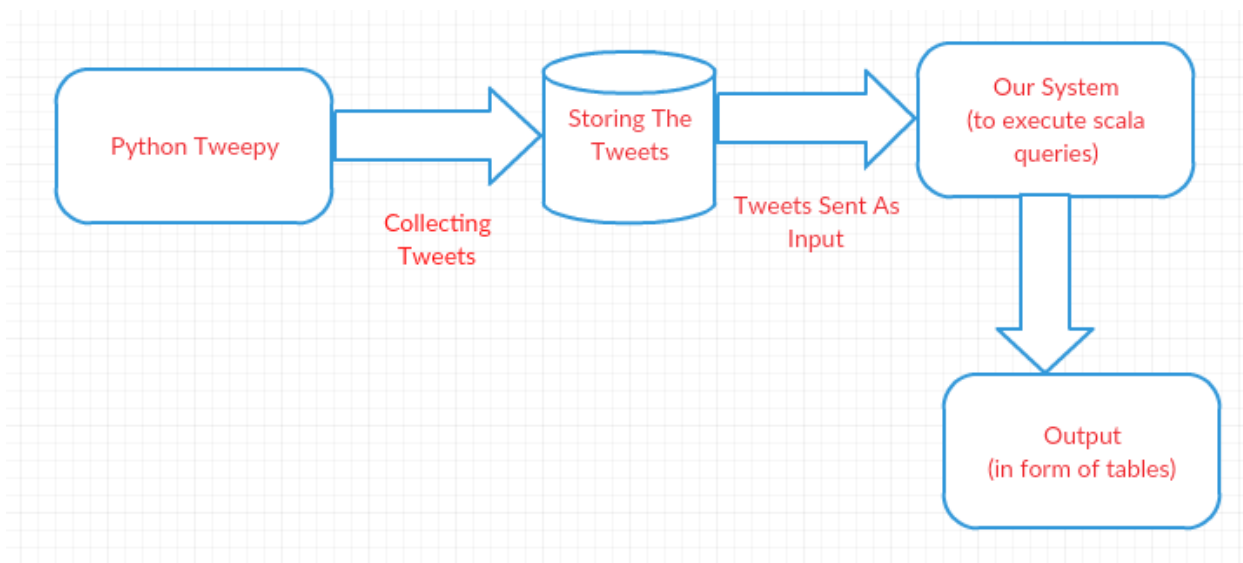 Python Tweepy
Collecting
Tweets
Storing The
Tweets
Tweets Sent As
Input
Our System
(to execute scala
queries)
Output
(in form of tables)